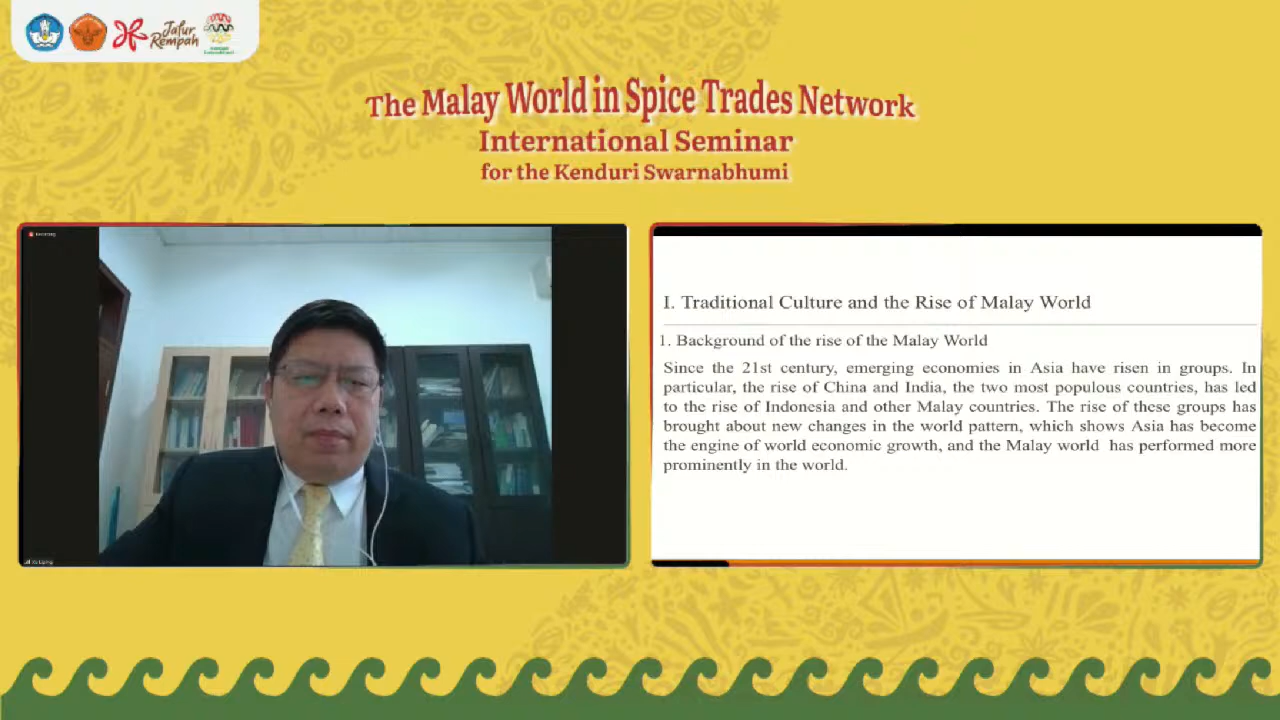 Jalur
Rempah
The Malay World in Spice Trades Network
International Seminar
for the Kenduri Swarnabhumi
Recording
I. Traditional Culture and the Rise of Malay World
1. Background of the rise of the Malay World
Since the 21st century, emerging economies in Asia have risen in groups. In
particular, the rise of China and India, the two most populous countries, has led
to the rise of Indonesia and other Malay countries. The rise of these groups has
brought about new changes in the world pattern, which shows Asia has become
the engine of world economic growth, and the Malay world has performed more
prominently in the world.
Xu Liping